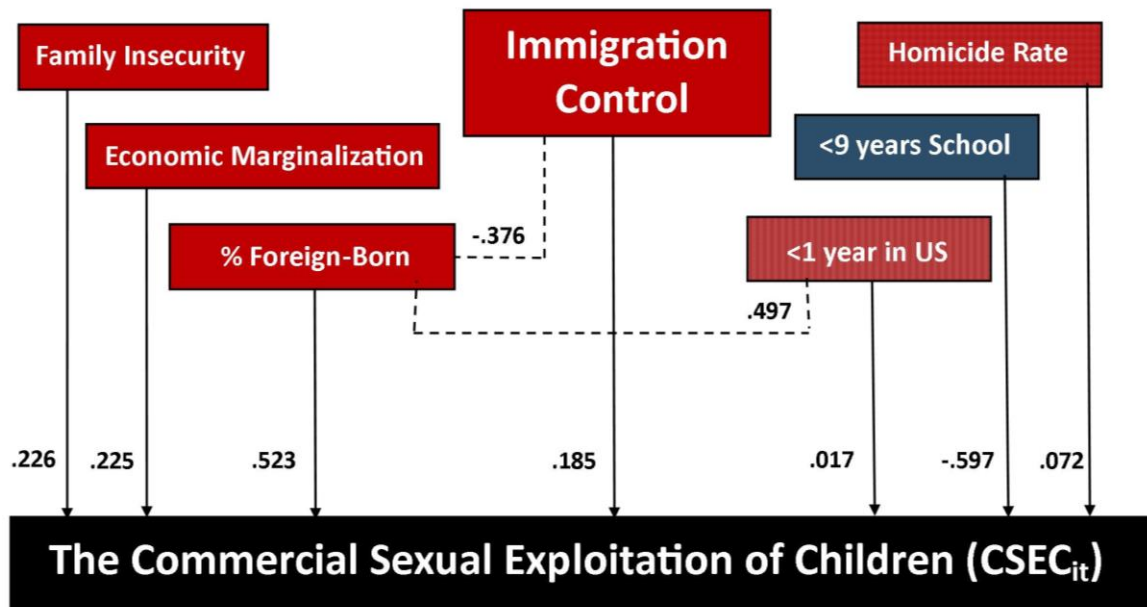 Family Insecurity
Immigration
Control
Homicide Rate
Economic Marginalization
<9 years School
% Foreign-Born
-.376
<1 year in US
.497
.226
.225
.523
.185
.017
-.597
.072
The Commercial Sexual Exploitation of Children (CSECit)